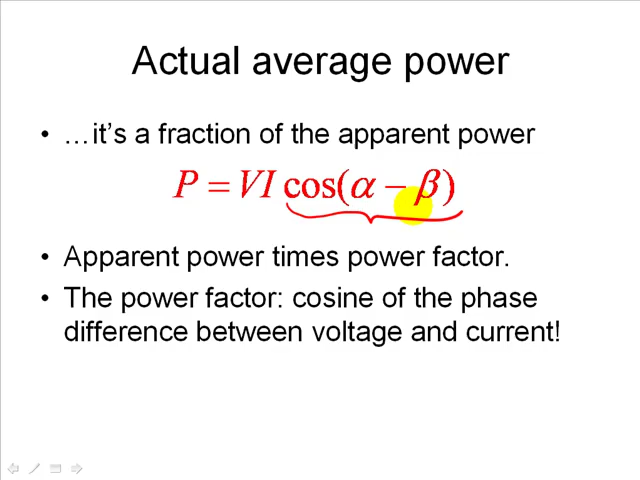 Actual average power
• …it's a fraction of the apparent power
P = VI cos(α − β)
• Apparent power times power factor.
• The power factor: cosine of the phase
difference between voltage and current!